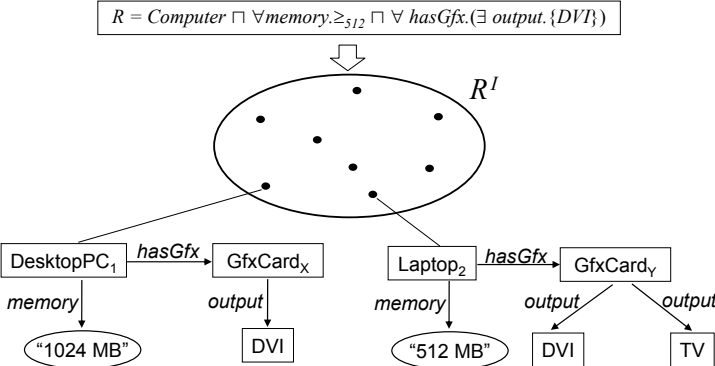 R = Computer ⊓ ∀memory.≥₅₁₂ ⊓ ∀ hasGfx.(∃ output.{DVI})
Rᴵ
DesktopPC₁ hasGfx GfxCardₓ Laptop₂ hasGfx GfxCardY
memory output memory output output
“1024 MB” DVI “512 MB” DVI TV